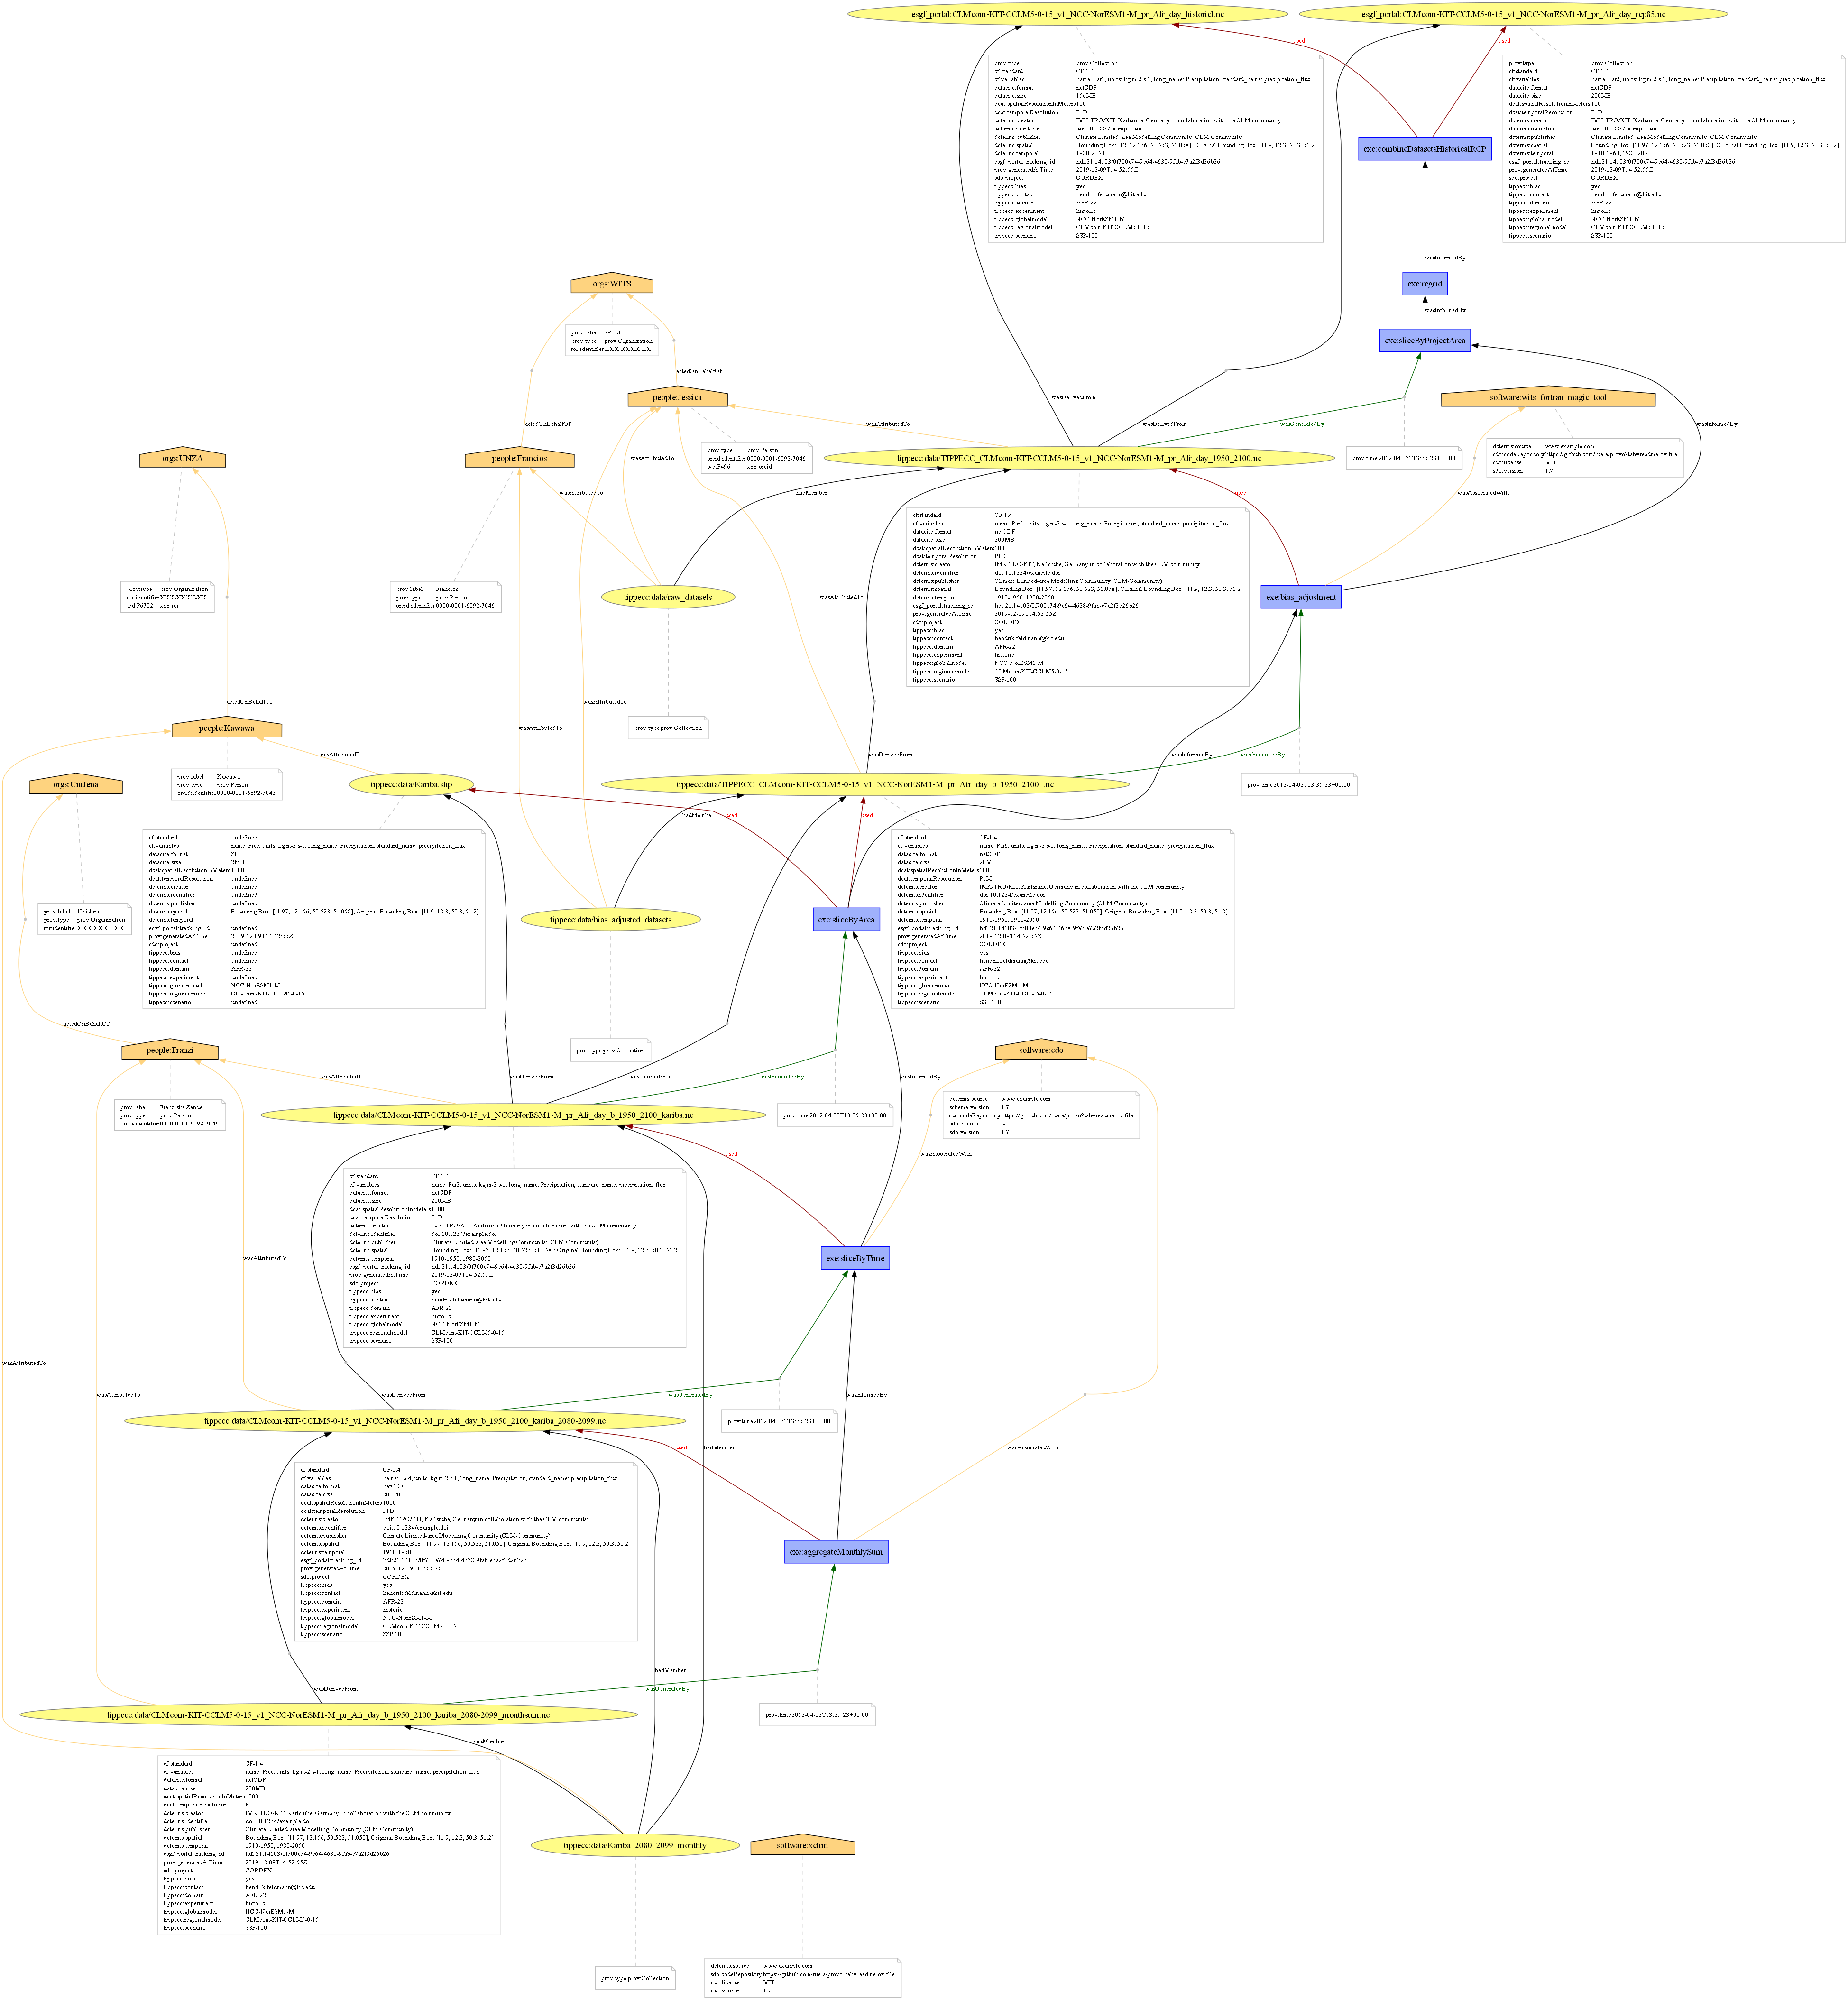 esgf_portal:CLMcom-KIT-CCLM5-0-15_v1_NCC-NorESM1-M_pr_Afr_day_historicl.nc
esgf_portal:CLMcom-KIT-CCLM5-0-15_v1_NCC-NorESM1-M_pr_Afr_day_rcp85.nc
used
used
prov:type prov:Collection
cf:standard CF-1.4
cf:variables name: Par1, units: kg m-2 s-1, long_name: Precipitation, standard_name: precipitation_flux
datacite:format netCDF
datacite:size 156MB
dcat:spatialResolutionInMeters 100
dcat:temporalResolution P1D
dcterms:creator IMK-TRO/KIT, Karlsruhe, Germany in collaboration with the CLM community
dcterms:identifier doi:10.1234/example.doi
dcterms:publisher Climate Limited-area Modelling Community (CLM-Community)
dcterms:spatial Bounding Box: [12, 12.166, 50.553, 51.058]; Original Bounding Box: [11.9, 12.3, 50.3, 51.2]
dcterms:temporal 1980-2050
esgf_portal:tracking_id hdl:21.14103/0f700e74-9c64-4638-9fab-e7a2f3d26b26
prov:generatedAtTime 2019-12-09T14:52:55Z
sdo:project CORDEX
tippecc:bias yes
tippecc:contact hendrik.feldmann@kit.edu
tippecc:domain AFR-22
tippecc:experiment historic
tippecc:globalmodel NCC-NorESM1-M
tippecc:regionalmodel CLMcom-KIT-CCLM5-0-15
tippecc:scenario SSP-100
prov:type prov:Collection
cf:standard CF-1.4
cf:variables name: Par2, units: kg m-2 s-1, long_name: Precipitation, standard_name: precipitation_flux
datacite:format netCDF
datacite:size 200MB
dcat:spatialResolutionInMeters 100
dcat:temporalResolution P1D
dcterms:creator IMK-TRO/KIT, Karlsruhe, Germany in collaboration with the CLM community
dcterms:identifier doi:10.1234/example.doi
dcterms:publisher Climate Limited-area Modelling Community (CLM-Community)
dcterms:spatial Bounding Box: [11.97, 12.156, 50.523, 51.058]; Original Bounding Box: [11.9, 12.3, 50.3, 51.2]
dcterms:temporal 1910-1960, 1980-2050
esgf_portal:tracking_id hdl:21.14103/0f700e74-9c64-4638-9fab-e7a2f3d26b26
prov:generatedAtTime 2019-12-09T14:52:55Z
sdo:project CORDEX
tippecc:bias yes
tippecc:contact hendrik.feldmann@kit.edu
tippecc:domain AFR-22
tippecc:experiment historic
tippecc:globalmodel NCC-NorESM1-M
tippecc:regionalmodel CLMcom-KIT-CCLM5-0-15
tippecc:scenario SSP-100
exe:combineDatasetsHistoricalRCP
wasInformedBy
orgs:WITS
exe:regrid
wasInformedBy
prov:label WITS
prov:type prov:Organization
ror:identifier XXX-XXXX-XX
exe:sliceByProjectArea
actedOnBehalfOf
people:Jessica
wasDerivedFrom
software:wits_fortran_magic_tool
actedOnBehalfOf
wasAttributedTo
wasDerivedFrom
wasGeneratedBy
wasInformedBy
orgs:UNZA
people:Francios
wasAttributedTo
prov:type prov:Person
orcid:identifier 0000-0001-6892-7046
wd:P496 xxx orcid
tippecc:data/TIPPECC_CLMcom-KIT-CCLM5-0-15_v1_NCC-NorESM1-M_pr_Afr_day_1950_2100.nc
prov:time 2012-04-03T13:35:23+00:00
dcterms:source www.example.com
sdo:codeRepository https://github.com/rue-a/provo?tab=readme-ov-file
sdo:license MIT
sdo:version 1.7
wasAttributedTo
hadMember
used
wasAssociatedWith
cf:standard CF-1.4
cf:variables name: Par5, units: kg m-2 s-1, long_name: Precipitation, standard_name: precipitation_flux
datacite:format netCDF
datacite:size 200MB
dcat:spatialResolutionInMeters 1000
dcat:temporalResolution P1D
dcterms:creator IMK-TRO/KIT, Karlsruhe, Germany in collaboration with the CLM community
dcterms:identifier doi:10.1234/example.doi
dcterms:publisher Climate Limited-area Modelling Community (CLM-Community)
dcterms:spatial Bounding Box: [11.97, 12.156, 50.523, 51.058]; Original Bounding Box: [11.9, 12.3, 50.3, 51.2]
dcterms:temporal 1910-1950, 1980-2050
esgf_portal:tracking_id hdl:21.14103/0f700e74-9c64-4638-9fab-e7a2f3d26b26
prov:generatedAtTime 2019-12-09T14:52:55Z
sdo:project CORDEX
tippecc:bias yes
tippecc:contact hendrik.feldmann@kit.edu
tippecc:domain AFR-22
tippecc:experiment historic
tippecc:globalmodel NCC-NorESM1-M
tippecc:regionalmodel CLMcom-KIT-CCLM5-0-15
tippecc:scenario SSP-100
prov:type prov:Organization
ror:identifier XXX-XXXX-XX
wd:P6782 xxx ror
prov:label Francios
prov:type prov:Person
orcid:identifier 0000-0001-6892-7046
tippecc:data/raw_datasets
wasAttributedTo
exe:bias_adjustment
actedOnBehalfOf
wasAttributedTo
people:Kawawa
wasAttributedTo
prov:type prov:Collection
wasAttributedTo
wasDerivedFrom
wasInformedBy
wasGeneratedBy
orgs:UniJena
prov:label Kawawa
prov:type prov:Person
orcid:identifier 0000-0001-6892-7046
tippecc:data/Kariba.shp
tippecc:data/TIPPECC_CLMcom-KIT-CCLM5-0-15_v1_NCC-NorESM1-M_pr_Afr_day_b_1950_2100_.nc
prov:time 2012-04-03T13:35:23+00:00
hadMember
used
used
cf:standard undefined
cf:variables name: Prec, units: kg m-2 s-1, long_name: Precipitation, standard_name: precipitation_flux
datacite:format SHP
datacite:size 2MB
dcat:spatialResolutionInMeters 1000
dcat:temporalResolution undefined
dcterms:creator undefined
dcterms:identifier undefined
dcterms:publisher undefined
dcterms:spatial Bounding Box: [11.97, 12.156, 50.523, 51.058]; Original Bounding Box: [11.9, 12.3, 50.3, 51.2]
dcterms:temporal
esgf_portal:tracking_id undefined
prov:generatedAtTime 2019-12-09T14:52:55Z
sdo:project undefined
tippecc:bias undefined
tippecc:contact undefined
tippecc:domain AFR-22
tippecc:experiment undefined
tippecc:globalmodel NCC-NorESM1-M
tippecc:regionalmodel CLMcom-KIT-CCLM5-0-15
tippecc:scenario undefined
cf:standard CF-1.4
cf:variables name: Par6, units: kg m-2 s-1, long_name: Precipitation, standard_name: precipitation_flux
datacite:format netCDF
datacite:size 20MB
dcat:spatialResolutionInMeters 1000
dcat:temporalResolution P1M
dcterms:creator IMK-TRO/KIT, Karlsruhe, Germany in collaboration with the CLM community
dcterms:identifier doi:10.1234/example.doi
dcterms:publisher Climate Limited-area Modelling Community (CLM-Community)
dcterms:spatial Bounding Box: [11.97, 12.156, 50.523, 51.058]; Original Bounding Box: [11.9, 12.3, 50.3, 51.2]
dcterms:temporal 1910-1950, 1980-2050
esgf_portal:tracking_id hdl:21.14103/0f700e74-9c64-4638-9fab-e7a2f3d26b26
prov:generatedAtTime 2019-12-09T14:52:55Z
sdo:project CORDEX
tippecc:bias yes
tippecc:contact hendrik.feldmann@kit.edu
tippecc:domain AFR-22
tippecc:experiment historic
tippecc:globalmodel NCC-NorESM1-M
tippecc:regionalmodel CLMcom-KIT-CCLM5-0-15
tippecc:scenario SSP-100
prov:label Uni Jena
prov:type prov:Organization
ror:identifier XXX-XXXX-XX
tippecc:data/bias_adjusted_datasets
exe:sliceByArea
actedOnBehalfOf
people:Franzi
prov:type prov:Collection
software:cdo
wasAttributedTo
wasDerivedFrom
wasDerivedFrom
wasGeneratedBy
wasInformedBy
prov:label Franziska Zander
prov:type prov:Person
orcid:identifier 0000-0001-6892-7046
tippecc:data/CLMcom-KIT-CCLM5-0-15_v1_NCC-NorESM1-M_pr_Afr_day_b_1950_2100_kariba.nc
prov:time 2012-04-03T13:35:23+00:00
dcterms:source www.example.com
schema:version 1.7
sdo:codeRepository https://github.com/rue-a/provo?tab=readme-ov-file
sdo:license MIT
sdo:version 1.7
used
wasAssociatedWith
cf:standard CF-1.4
cf:variables name: Par3, units: kg m-2 s-1, long_name: Precipitation, standard_name: precipitation_flux
datacite:format netCDF
datacite:size 200MB
dcat:spatialResolutionInMeters 1000
dcat:temporalResolution P1D
dcterms:creator IMK-TRO/KIT, Karlsruhe, Germany in collaboration with the CLM community
dcterms:identifier doi:10.1234/example.doi
dcterms:publisher Climate Limited-area Modelling Community (CLM-Community)
dcterms:spatial Bounding Box: [11.97, 12.156, 50.523, 51.058]; Original Bounding Box: [11.9, 12.3, 50.3, 51.2]
dcterms:temporal 1910-1950, 1980-2050
esgf_portal:tracking_id hdl:21.14103/0f700e74-9c64-4638-9fab-e7a2f3d26b26
prov:generatedAtTime 2019-12-09T14:52:55Z
sdo:project CORDEX
tippecc:bias yes
tippecc:contact hendrik.feldmann@kit.edu
tippecc:domain AFR-22
tippecc:experiment historic
tippecc:globalmodel NCC-NorESM1-M
tippecc:regionalmodel CLMcom-KIT-CCLM5-0-15
tippecc:scenario SSP-100
wasAttributedTo
exe:sliceByTime
wasAttributedTo
wasAttributedTo
wasDerivedFrom
wasGeneratedBy
wasInformedBy
tippecc:data/CLMcom-KIT-CCLM5-0-15_v1_NCC-NorESM1-M_pr_Afr_day_b_1950_2100_kariba_2080-2099.nc
prov:time 2012-04-03T13:35:23+00:00
used
hadMember
wasAssociatedWith
cf:standard CF-1.4
cf:variables name: Par4, units: kg m-2 s-1, long_name: Precipitation, standard_name: precipitation_flux
datacite:format netCDF
datacite:size 200MB
dcat:spatialResolutionInMeters 1000
dcat:temporalResolution P1D
dcterms:creator IMK-TRO/KIT, Karlsruhe, Germany in collaboration with the CLM community
dcterms:identifier doi:10.1234/example.doi
dcterms:publisher Climate Limited-area Modelling Community (CLM-Community)
dcterms:spatial Bounding Box: [11.97, 12.156, 50.523, 51.058]; Original Bounding Box: [11.9, 12.3, 50.3, 51.2]
dcterms:temporal 1910-1950
esgf_portal:tracking_id hdl:21.14103/0f700e74-9c64-4638-9fab-e7a2f3d26b26
prov:generatedAtTime 2019-12-09T14:52:55Z
sdo:project CORDEX
tippecc:bias yes
tippecc:contact hendrik.feldmann@kit.edu
tippecc:domain AFR-22
tippecc:experiment historic
tippecc:globalmodel NCC-NorESM1-M
tippecc:regionalmodel CLMcom-KIT-CCLM5-0-15
tippecc:scenario SSP-100
exe:aggregateMonthlySum
hadMember
wasDerivedFrom
wasGeneratedBy
tippecc:data/CLMcom-KIT-CCLM5-0-15_v1_NCC-NorESM1-M_pr_Afr_day_b_1950_2100_kariba_2080-2099_monthsum.nc
prov:time 2012-04-03T13:35:23+00:00
hadMember
cf:standard CF-1.4
cf:variables name: Prec, units: kg m-2 s-1, long_name: Precipitation, standard_name: precipitation_flux
datacite:format netCDF
datacite:size 200MB
dcat:spatialResolutionInMeters 1000
dcat:temporalResolution P1D
dcterms:creator IMK-TRO/KIT, Karlsruhe, Germany in collaboration with the CLM community
dcterms:identifier doi:10.1234/example.doi
dcterms:publisher Climate Limited-area Modelling Community (CLM-Community)
dcterms:spatial Bounding Box: [11.97, 12.156, 50.523, 51.058]; Original Bounding Box: [11.9, 12.3, 50.3, 51.2]
dcterms:temporal 1910-1950, 1980-2050
esgf_portal:tracking_id hdl:21.14103/0f700e74-9c64-4638-9fab-e7a2f3d26b26
prov:generatedAtTime 2019-12-09T14:52:55Z
sdo:project CORDEX
tippecc:bias yes
tippecc:contact hendrik.feldmann@kit.edu
tippecc:domain AFR-22
tippecc:experiment historic
tippecc:globalmodel NCC-NorESM1-M
tippecc:regionalmodel CLMcom-KIT-CCLM5-0-15
tippecc:scenario SSP-100
tippecc:data/Kariba_2080_2099_monthly
software:xclim
prov:type prov:Collection
dcterms:source www.example.com
sdo:codeRepository https://github.com/rue-a/provo?tab=readme-ov-file
sdo:license MIT
sdo:version 1.7